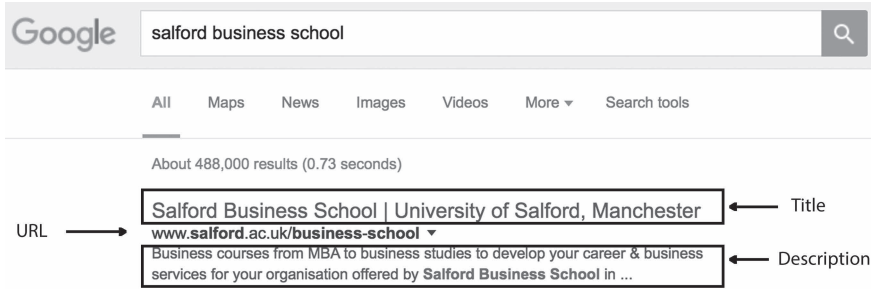 Google salford business school
All Maps News Images Videos More Search tools
About 488,000 results (0.73 seconds)
Salford Business School | University of Salford, Manchester
Title
URL
www.salford.ac.uk/business-school
Business courses from MBA to business studies to develop your career & business
services for your organisation offered by Salford Business School in ...
Description